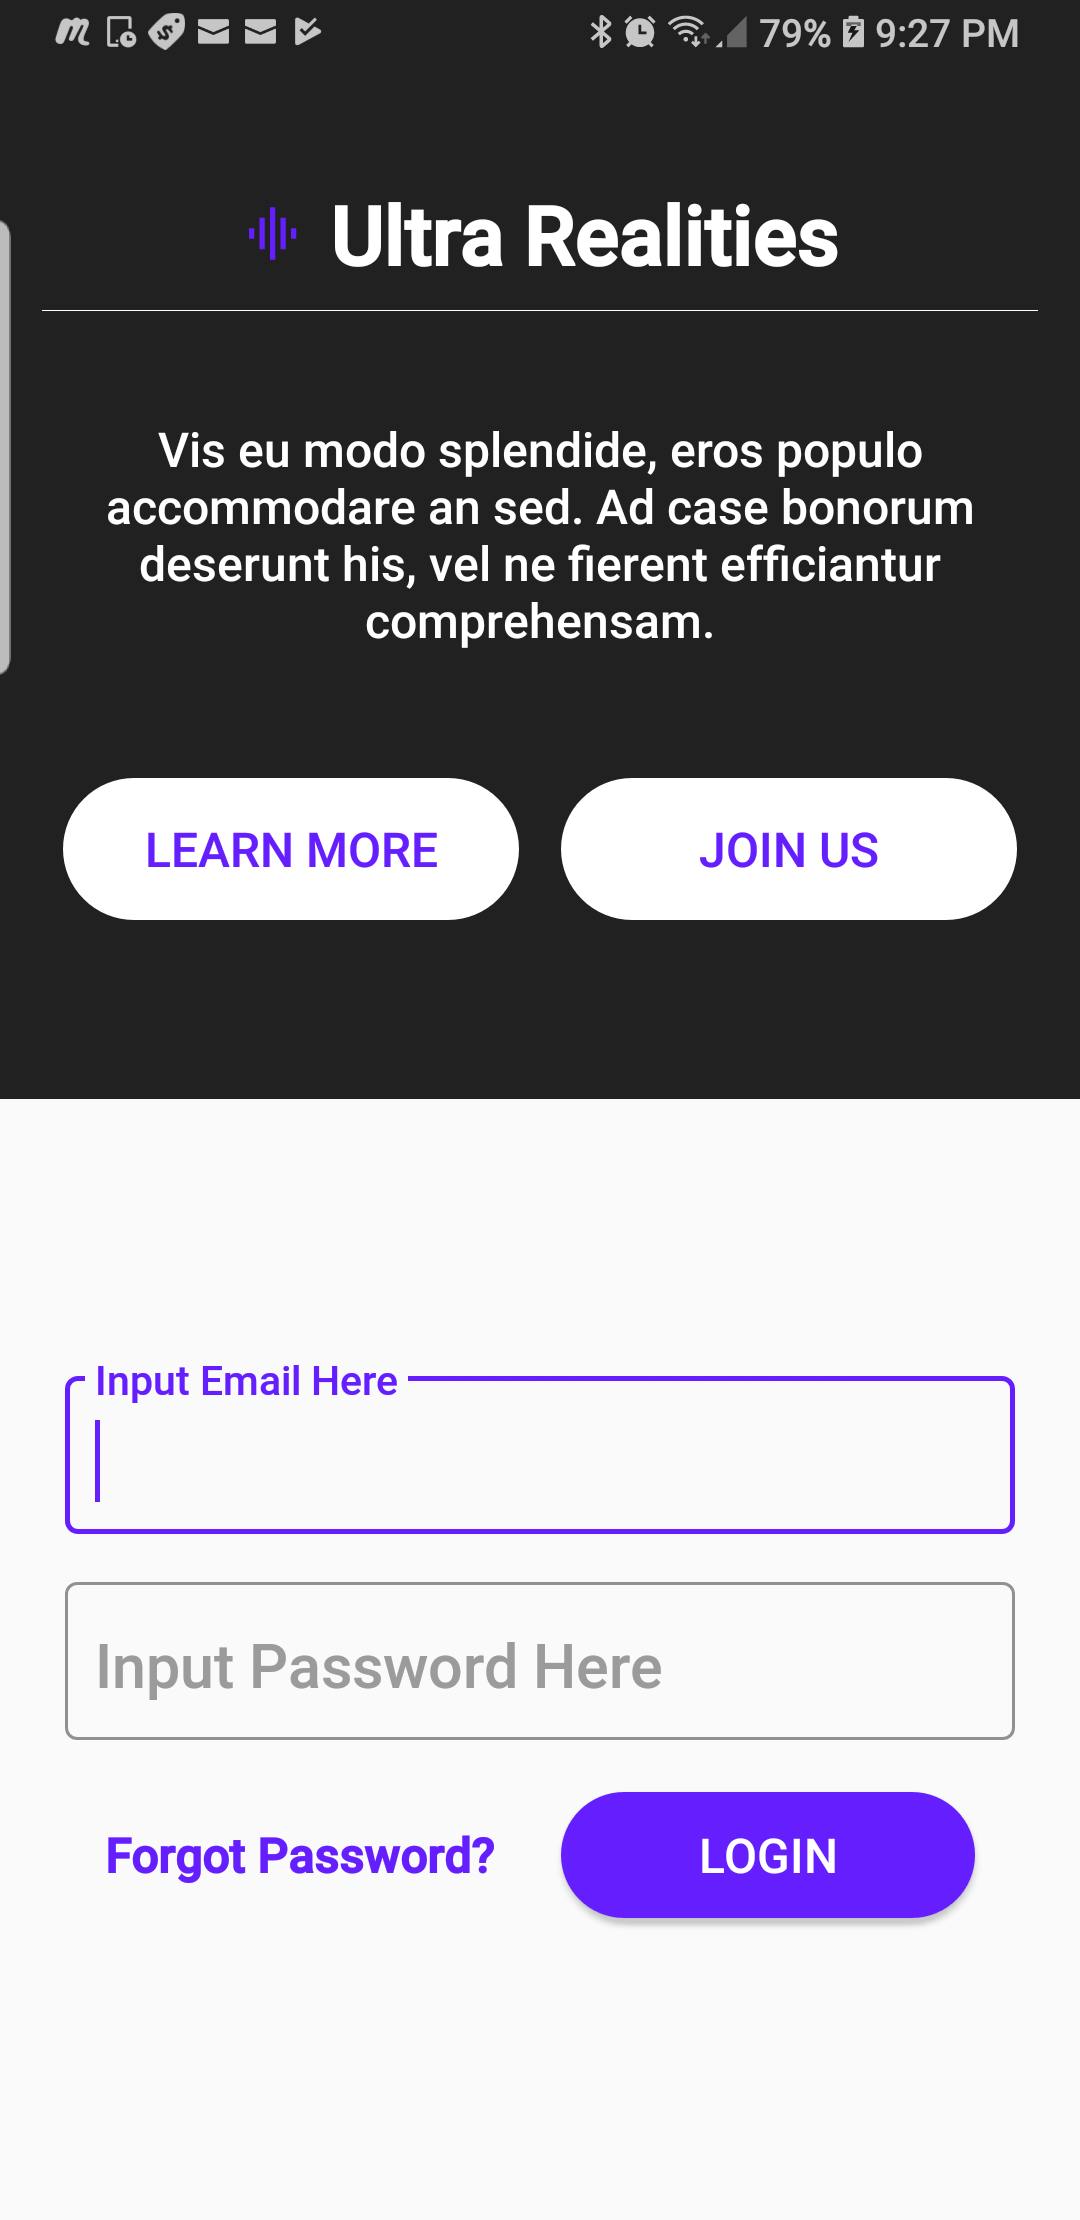 79% 9:27 PM
Ultra Realities
Vis eu modo splendide, eros populo
accommodare an sed. Ad case bonorum
deserunt his, vel ne fierent efficiantur
comprehensam.
LEARN MORE JOIN US
Input Email Here
Input Password Here
Forgot Password? LOGIN